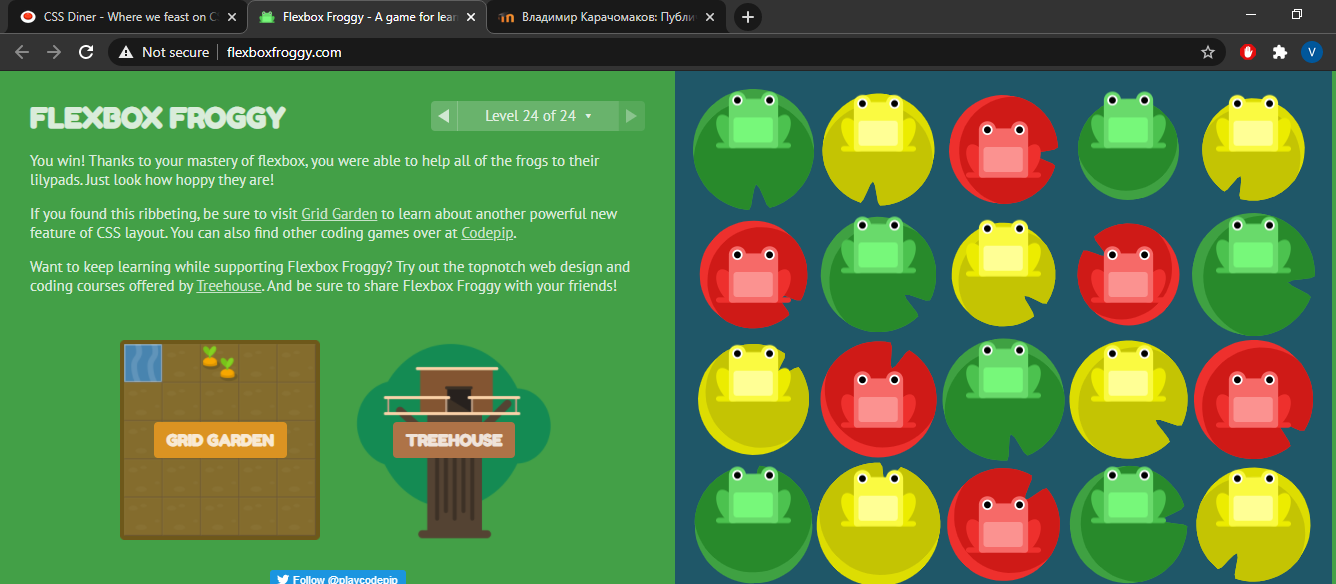 CSS Diner - Where we feast on C
Flexbox Froggy - A game for lear
Владимир Карачомаков: Публи
Not secure | flexboxfroggy.com
V
FLEXBOX FROGGY
Level 24 of 24
You win! Thanks to your mastery of flexbox, you were able to help all of the frogs to their
lilypads. Just look how hoppy they are!
If you found this ribbeting, be sure to visit Grid Garden to learn about another powerful new
feature of CSS layout. You can also find other coding games over at Codepip.
Want to keep learning while supporting Flexbox Froggy? Try out the topnotch web design and
coding courses offered by Treehouse. And be sure to share Flexbox Froggy with your friends!
GRID GARDEN
TREEHOUSE
Follow @playcodepip